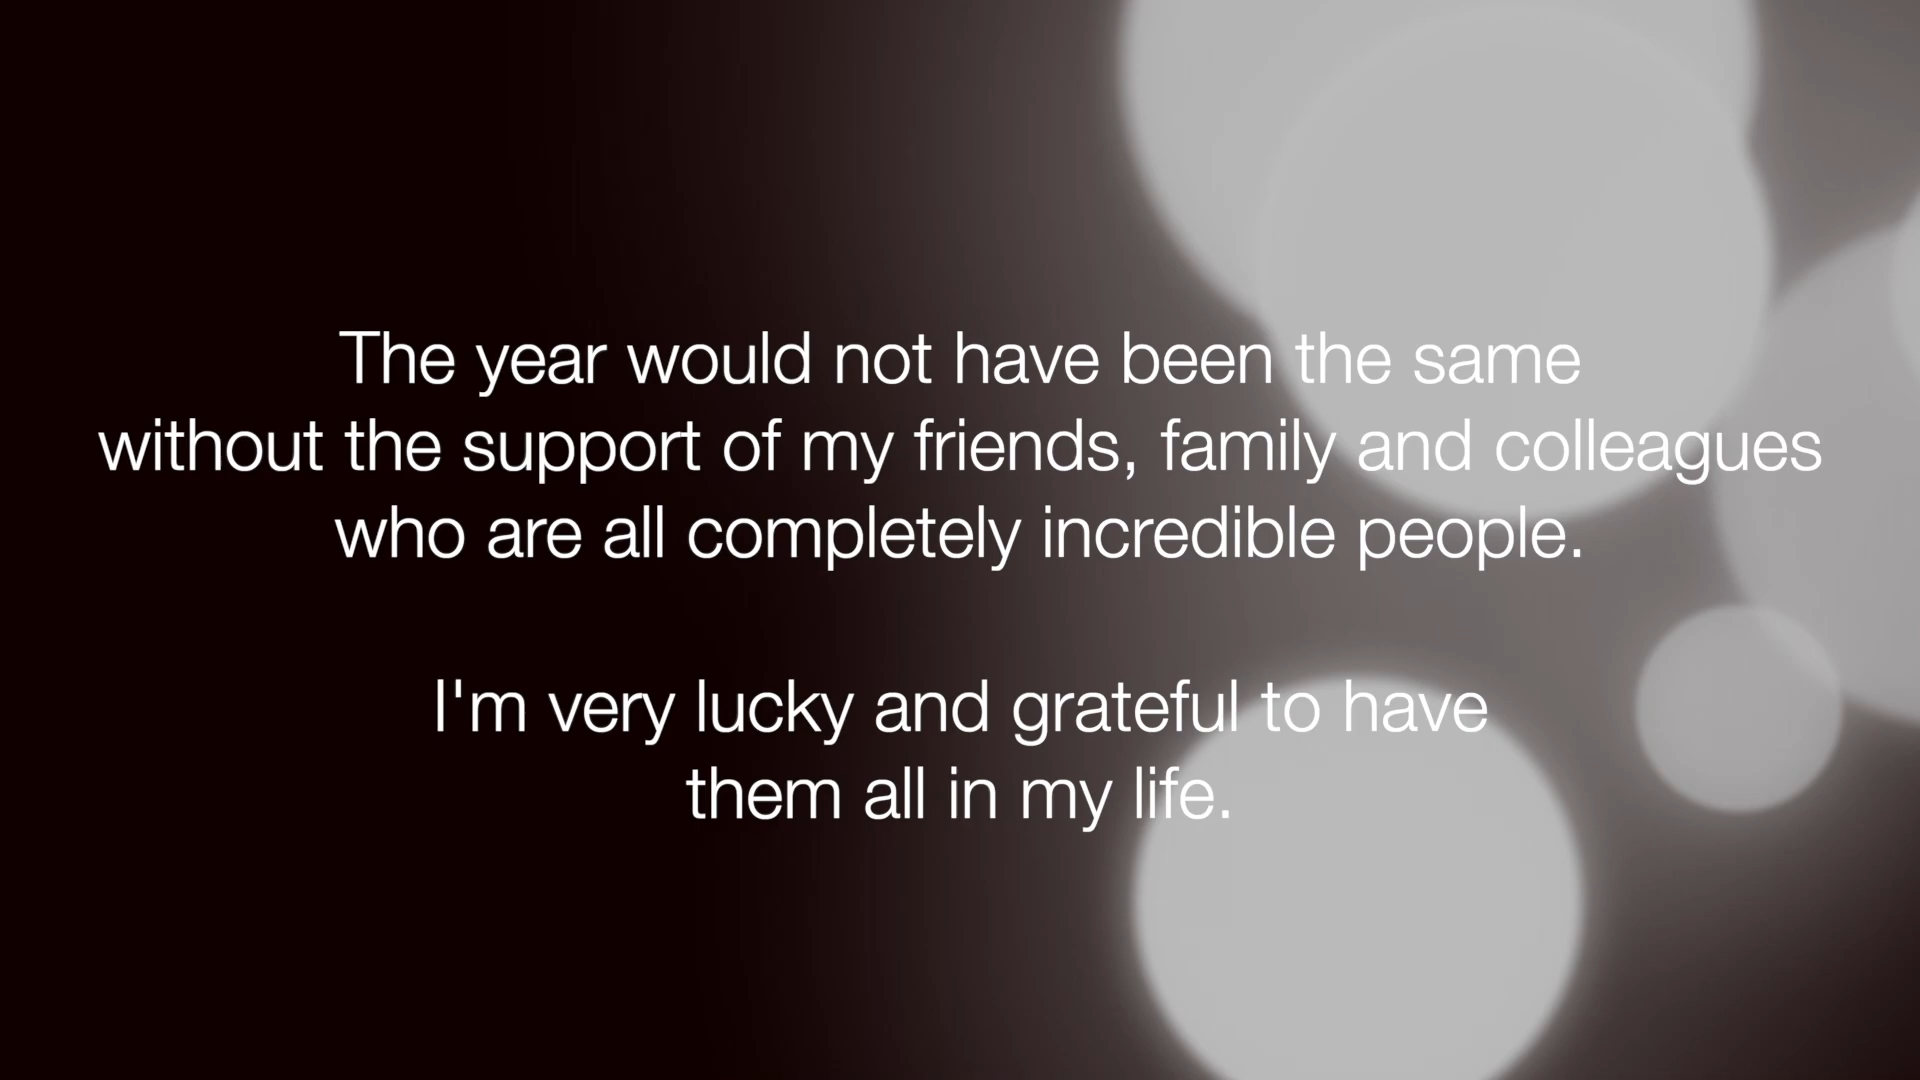 The year would not have been the same
without the support of my friends, family and colleagues
who are all completely incredible people.
I'm very lucky and grateful to have
them all in my life.